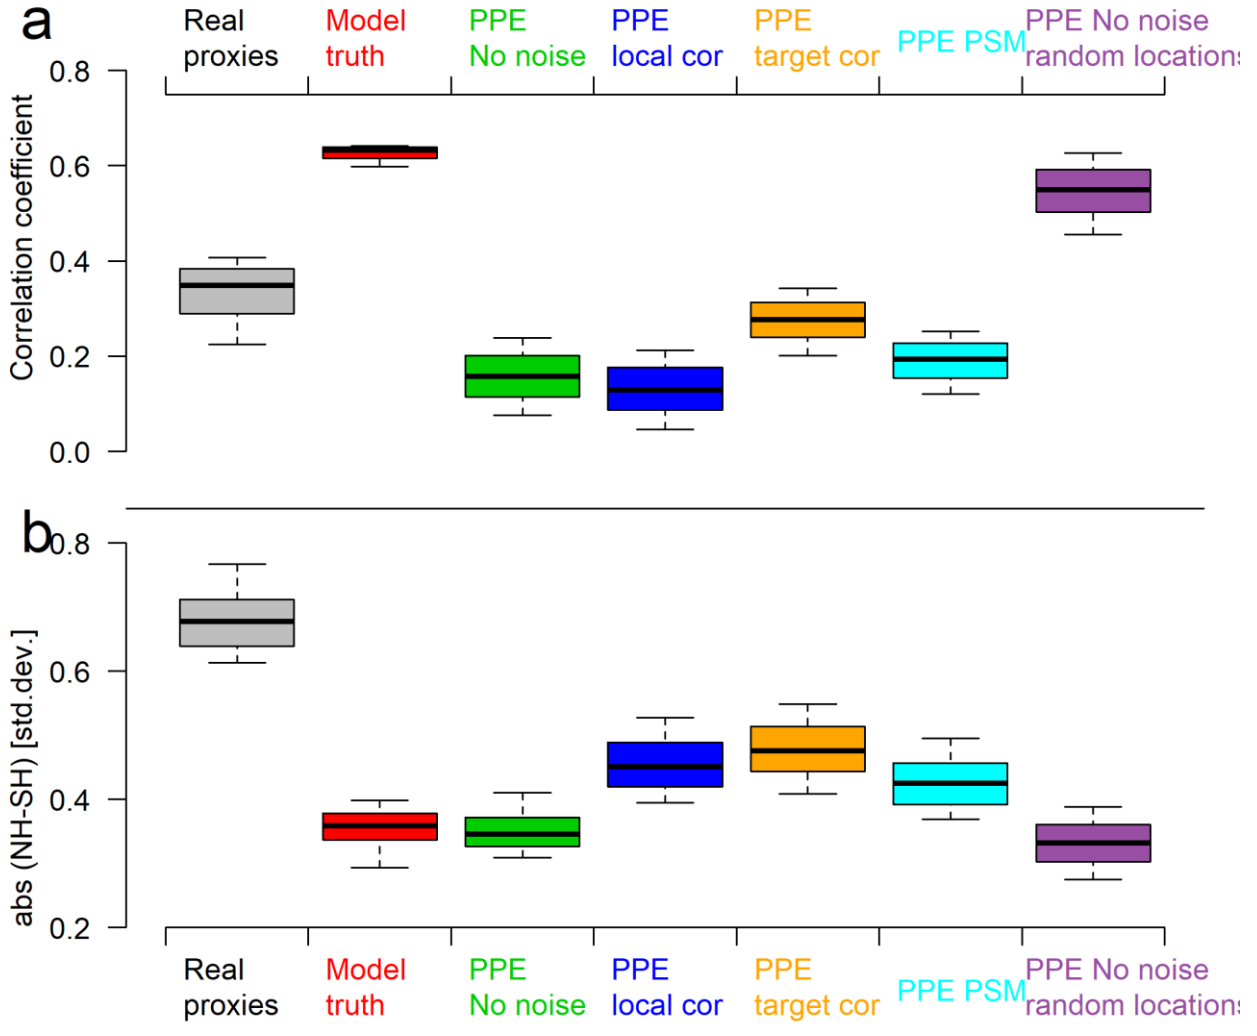 a
Real proxies
Model truth
PPE No noise
PPE local cor
PPE target cor
PPE PSM
PPE No noise random locations
Correlation coefficient
0.8
0.6
0.4
0.2
0.0
b
abs (NH-SH) [std.dev.]
0.8
0.6
0.4
0.2
Real proxies
Model truth
PPE No noise
PPE local cor
PPE target cor
PPE PSM
PPE No noise random locations